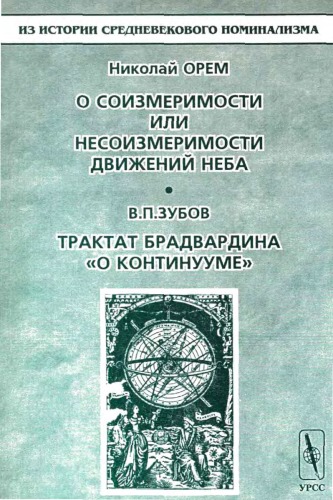 ИЗ ИСТОРИИ СРЕДНЕВЕКОВОГО НОМИНАЛИЗМА
Николай ОРЕМ
О СОИЗМЕРИМОСТИ
ИЛИ
НЕСОИЗМЕРИМОСТИ
ДВИЖЕНИЙ НЕБА
•
В.П.ЗУБОВ
ТРАКТАТ БРАДВАРДИНА
«О КОНТИНУУМЕ»
УРСС